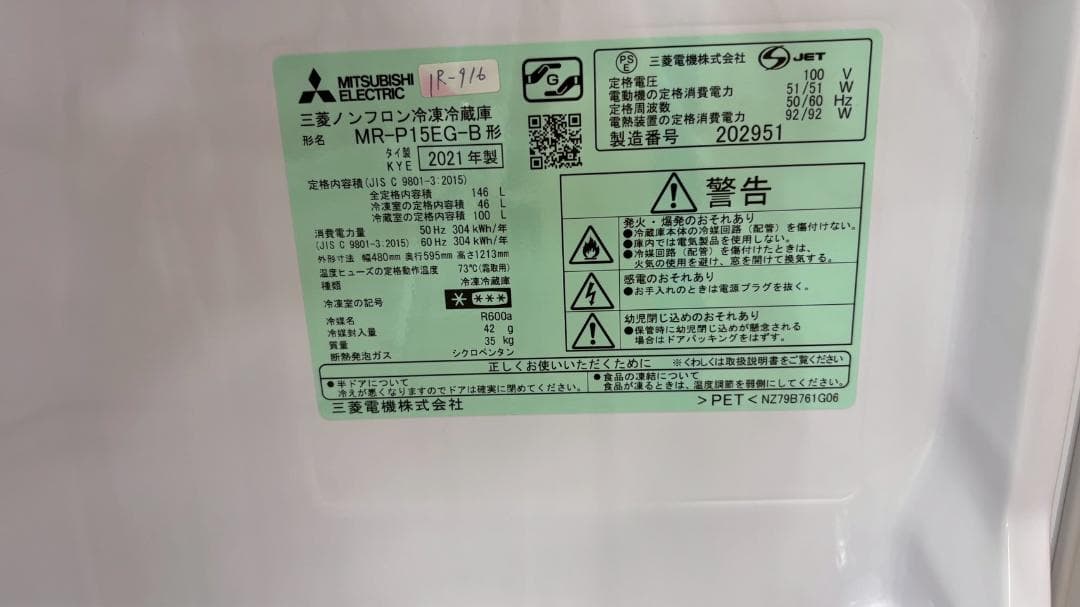 MITSUBISHI
ELECTRIC
1R-916
三菱ノンフロン冷凍冷蔵庫
形名 MR-P15EG-B 形
タイ製
KYE
2021 年製
定格内容積(JIS C 9801-3:2015)
全定格内容積 146 L
冷凍室の定格内容積 46 L
冷蔵室の定格内容積 100 L
消費電力量 50 Hz 304 kWh/年
(JIS C 9801-3:2015) 60 Hz 304 kWh/年
外形寸法 幅480mm 奥行595mm 高さ1213mm
温度ヒューズの定格動作温度 73℃(霜取用)
種類 冷凍冷蔵庫
冷凍室の記号
冷媒名 R600a
冷媒封入量 42 g
質量 35 kg
断熱発泡ガス シクロペンタン
G
PS
E
三菱電機株式会社
JET
定格電圧 100 V
電動機の定格消費電力 51/51 W
定格周波数 50/60 Hz
電熱装置の定格消費電力 92/92 W
製造番号 202951
警告
発火・爆発のおそれあり
●冷蔵庫本体の冷媒回路(配管)を傷付けない。
●庫内では電気製品を使用しない。
●冷媒回路(配管)を傷付けたときは、
火気の使用を避け、窓を開けて換気する。
感電のおそれあり
●お手入れのときは電源プラグを抜く。
幼児閉じ込めのおそれあり
●保管時に幼児閉じ込めが懸念される
場合はドアパッキングをはずす。
正しくお使いいただくために ※くわしくは取扱説明書をご覧ください
●半ドアについて
冷えが悪くなりますのでドアは確実に閉めてください。
●食品の凍結について
食品が凍るときは、温度調節を弱側にしてください。
三菱電機株式会社
>PET< NZ79B761G06